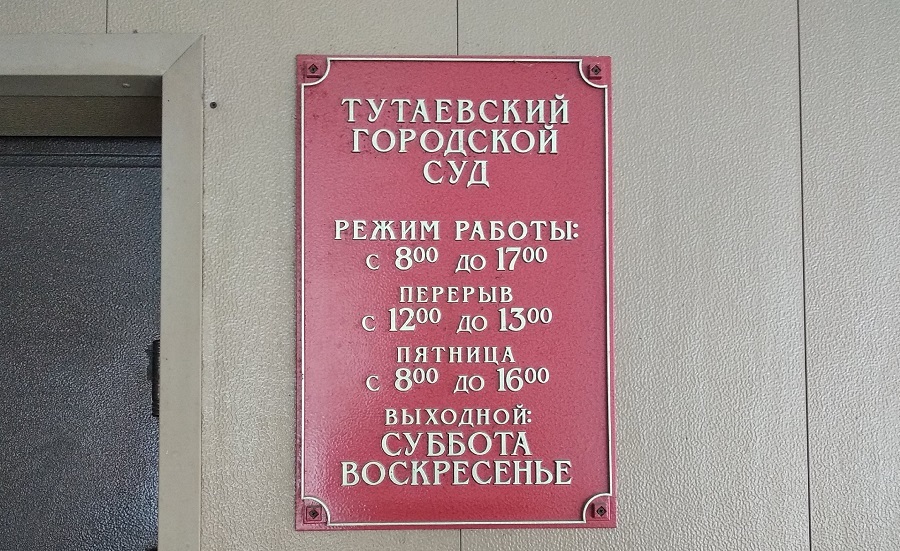 ТУТАЕВСКИЙ
ГОРОДСКОЙ
СУД
РЕЖИМ РАБОТЫ:
С 8⁰⁰ ДО 17⁰⁰
ПЕРЕРЫВ
С 12⁰⁰ ДО 13⁰⁰
ПЯТНИЦА
С 8⁰⁰ ДО 16⁰⁰
ВЫХОДНОЙ:
СУББОТА
ВОСКРЕСЕНЬЕ